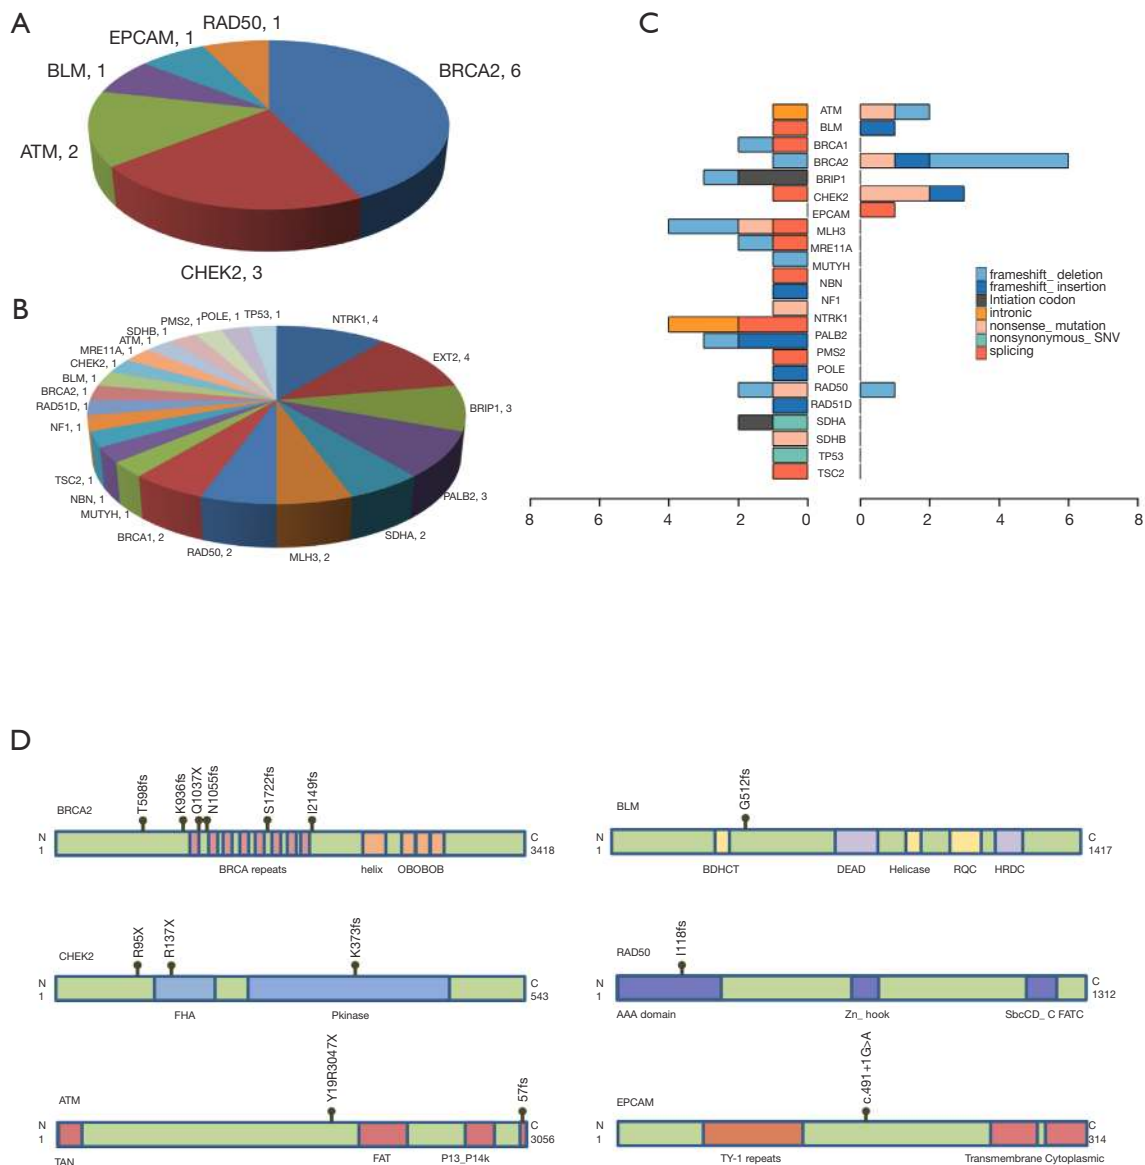 A
RAD50, 1
EPCAM, 1
BLM, 1
BRCA2, 6
ATM, 2
CHEK2, 3
B
TP53, 1
POLE, 1
PMS2, 1
SDHB, 1
ATM, 1
MRE11A, 1
CHEK2, 1
BLM, 1
BRCA2, 1
RAD51D, 1
NF1, 1
TSC2, 1
NBN, 1
MUTYH, 1
BRCA1, 2
RAD50, 2
MLH3, 2
SDHA, 2
PALB2, 3
BRIP1, 3
EXT2, 4
NTRK1, 4
C
ATM
BLM
BRCA1
BRCA2
BRIP1
CHEK2
EPCAM
MLH3
MRE11A
MUTYH
NBN
NF1
NTRK1
PALB2
PMS2
POLE
RAD50
RAD51D
SDHA
SDHB
TP53
TSC2
frameshift_ deletion
frameshift_ insertion
Intiation codon
intronic
nonsense_ mutation
nonsynonymous_ SNV
splicing
8 6 4 2 0 0 2 4 6 8
D
BRCA2
T598fs
K936fs
Q1037X
N1055fs
S1722fs
I2149fs
N
1
C
3418
BRCA repeats helix OBOBOB
BLM
G512fs
N
1
C
1417
BDHCT DEAD Helicase RQC HRDC
CHEK2
R95X
R137X
K373fs
N
1
C
543
FHA Pkinase
RAD50
I118fs
N
1
C
1312
AAA domain Zn_ hook SbcCD_ C FATC
ATM
Y19R3047X
57fs
N
1
C
3056
TAN FAT P13_P14k
EPCAM
c.491+1G>A
N
1
C
314
TY-1 repeats Transmembrane Cytoplasmic